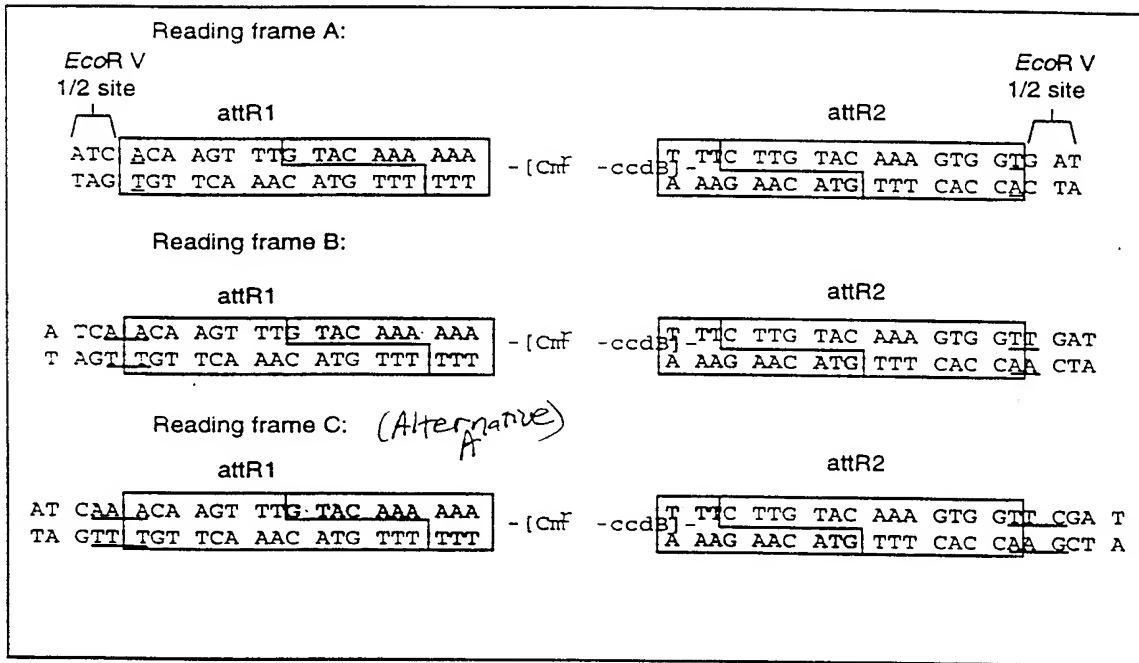 Reading frame A:
EcoR V
1/2 site
EcoR V
1/2 site
attR1
attR2
ATC ACA AGT TTG TACAAA AAA -[Cmr -ccdB]- T TTC TTG TAC AAA GTG GTGAT
TAG TGT TCA AAC ATG TTT TTT A AAG AAC ATG TTT CAC CAC TA
Reading frame B:
attR1
attR2
A TCA ACA AGT TTG TAC AAA AAA -[Cmr -ccdB]- T TTC TTG TAC AAA GTG GTT GAT
T AGT TGT TCA AAC ATG TTT TTT A AAG AAC ATG TTT CAC CAA CTA
Reading frame C: (Alternative)
A
attR1
attR2
AT CAA ACA AGT TTG TAC AAA AAA -[Cmr -ccdB]- T TTC TTG TAC AAA GTG GTT CGA T
TA GTT TGT TCA AAC ATG TTT TTT A AAG AAC ATG TTT CAC CAA GCT A